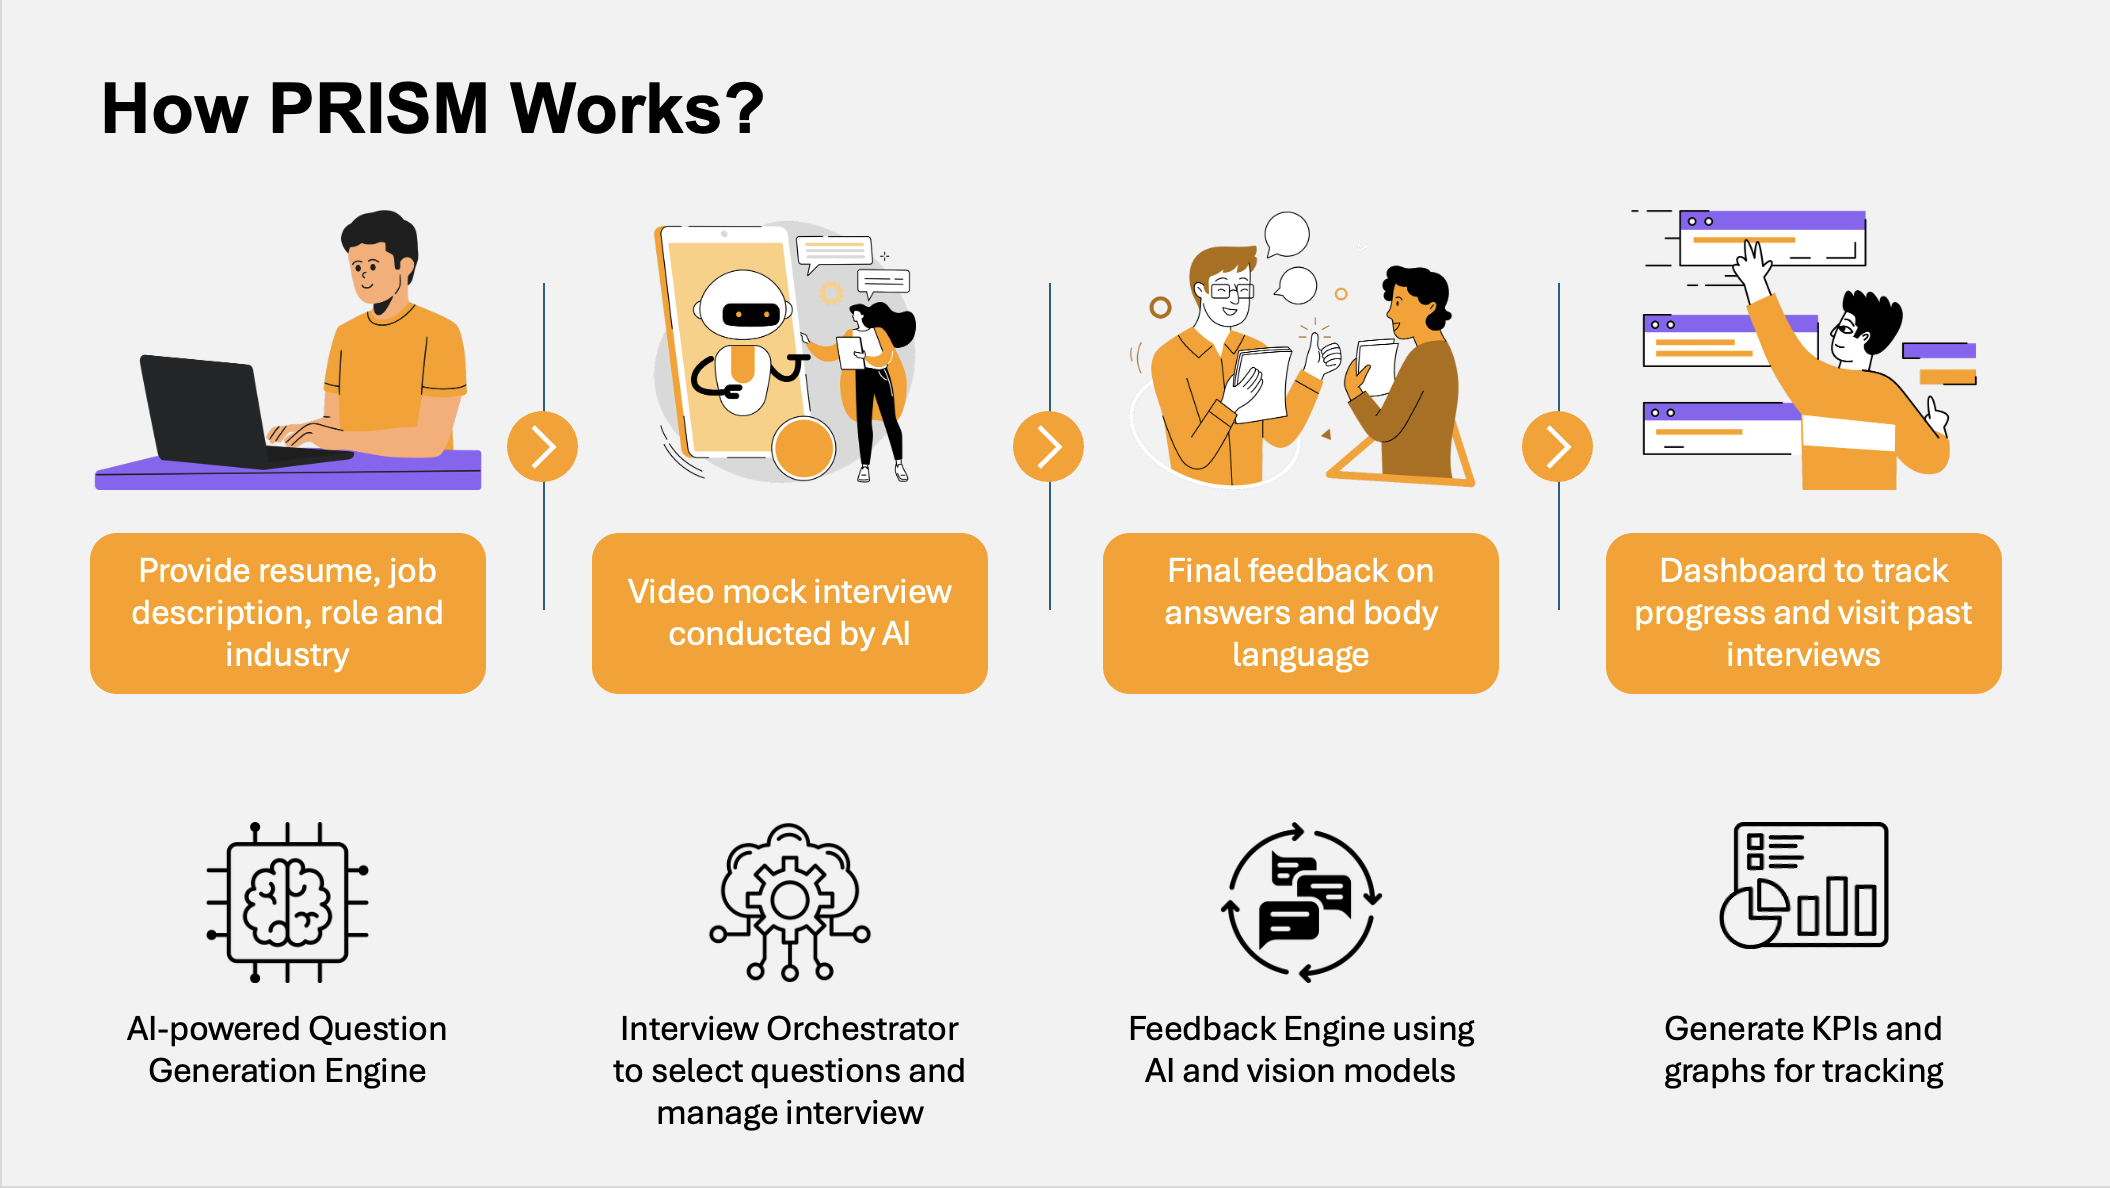 How PRISM Works?
Provide resume, job
description, role and
industry
Video mock interview
conducted by AI
Final feedback on
answers and body
language
Dashboard to track
progress and visit past
interviews
AI-powered Question
Generation Engine
Interview Orchestrator
to select questions and
manage interview
Feedback Engine using
AI and vision models
Generate KPIs and
graphs for tracking